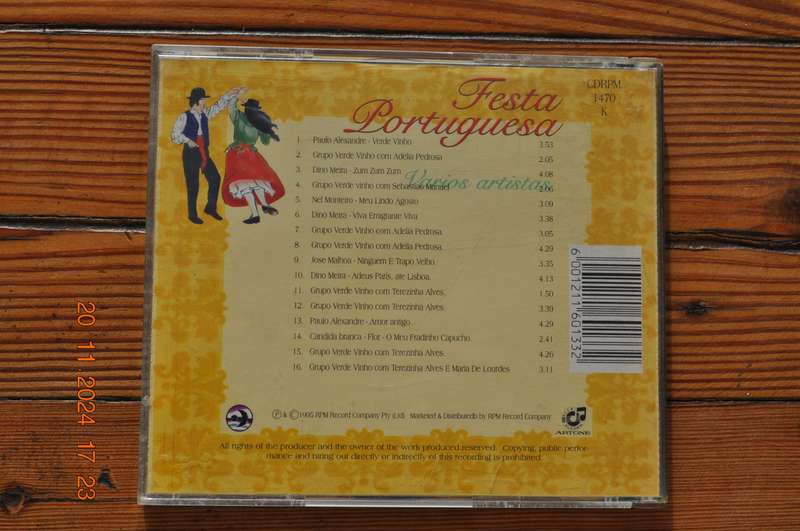 Festa
Portuguesa
Varios artistas
CDRPM
1470
K
1. Paulo Alexandre - Verde Vinho 3.53
2. Grupo Verde Vinho com Adelia Pedrosa 2.05
3. Dino Meira - Zum Zum Zum 4.08
4. Grupo Verde Vinho com Sebastiao Manuel
5. Nel Monteiro - Meu Lindo Agosto 3.09
6. Dino Meira - Viva Emigrante Viva 3.38
7. Grupo Verde Vinho com Adelia Pedrosa. 3.05
8. Grupo Verde Vinho com Adelia Pedrosa. 4.29
9. Jose Malhoa - Ninguem E Trapo Velho 3.35
10. Dino Meira - Adeus Paris, ate Lisboa. 4.13
11. Grupo Verde Vinho com Terezinha Alves. 1.50
12. Grupo Verde Vinho com Terezinha Alves. 3.39
13. Paulo Alexandre - Amor antigo. 4.29
14. Candida branca - Flor - O Meu Fradinho Capucho. 2.41
15. Grupo Verde Vinho com Terezinha Alves. 4.26
16. Grupo Verde Vinho com Terezinha Alves E Maria De Lourdes 3.11
6001211601332
℗ & ©1995 RPM Record Company Pty (Ltd) Marketed & Distributedb by RPM Record Company
ARTONE
All rights of the producer and the owner of the work produced reserved. Copying, public perfor-
mance and hiring out directly or indirectly of this recording is prohibited.
20 11.2024 17 23